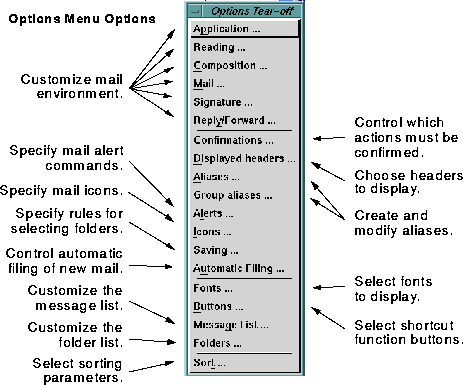 Options Menu Options
Customize mail
environment.
Specify mail alert
commands.
Specify mail icons.
Specify rules for
selecting folders.
Control automatic
filing of new mail.
Customize the
message list.
Customize the
folder list.
Select sorting
parameters.
Options Tear-off
Application ...
Reading ...
Composition ...
Mail ...
Signature ...
Reply/Forward ...
Confirmations ...
Displayed headers ...
Aliases ...
Group aliases ...
Alerts ...
Icons ...
Saving ...
Automatic Filing ...
Fonts ...
Buttons ...
Message List....
Folders ...
Sort ...
Control which
actions must be
confirmed.
Choose headers
to display.
Create and
modify aliases.
Select fonts
to display.
Select shortcut
function buttons.